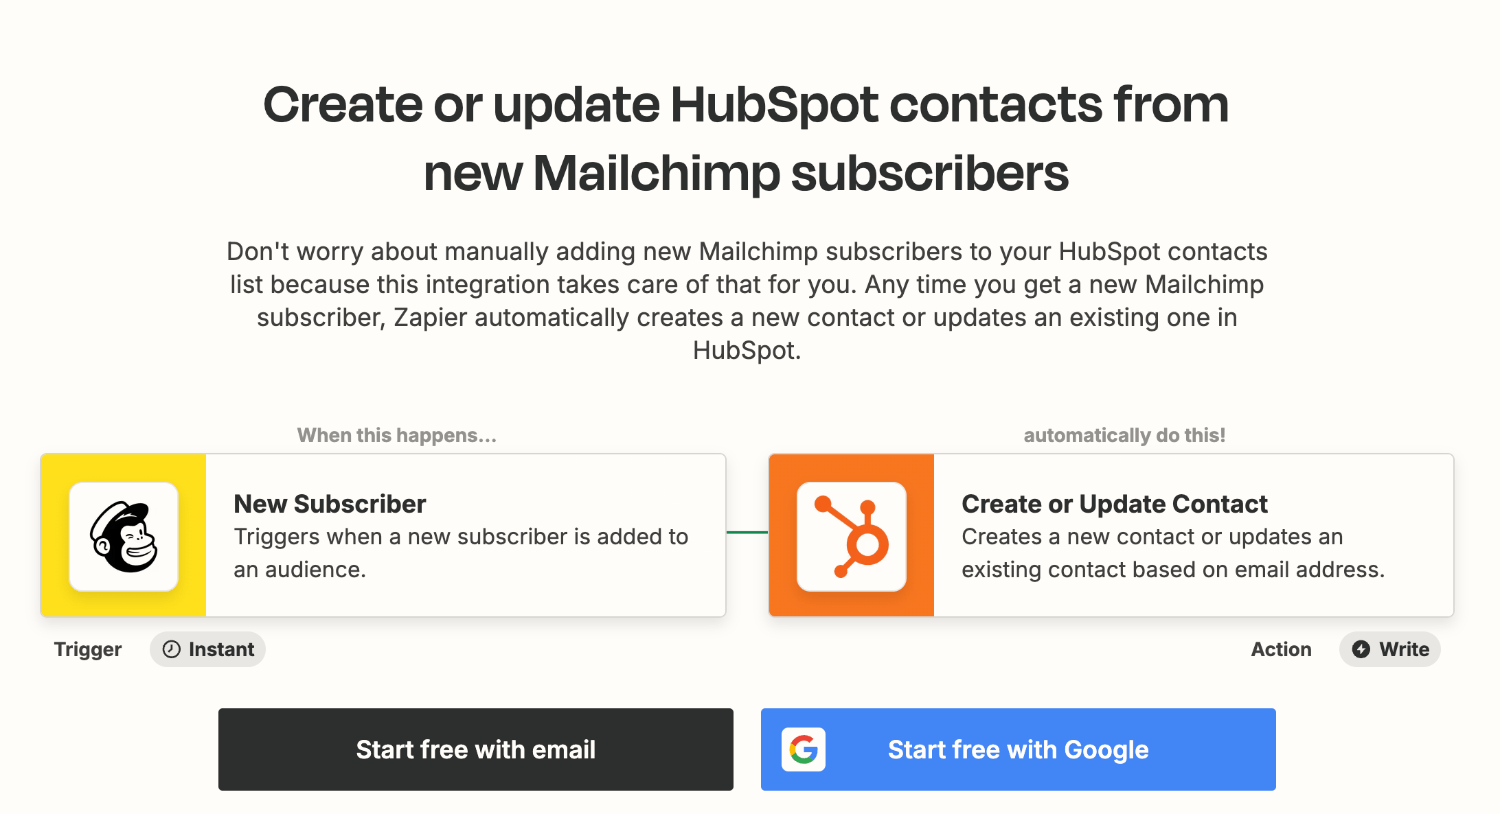 Create or update HubSpot contacts from
new Mailchimp subscribers
Don't worry about manually adding new Mailchimp subscribers to your HubSpot contacts
list because this integration takes care of that for you. Any time you get a new Mailchimp
subscriber, Zapier automatically creates a new contact or updates an existing one in
HubSpot.
When this happens...
automatically do this!
New Subscriber
Triggers when a new subscriber is added to
an audience.
Create or Update Contact
Creates a new contact or updates an
existing contact based on email address.
Trigger
Instant
Action
Write
Start free with email
Start free with Google